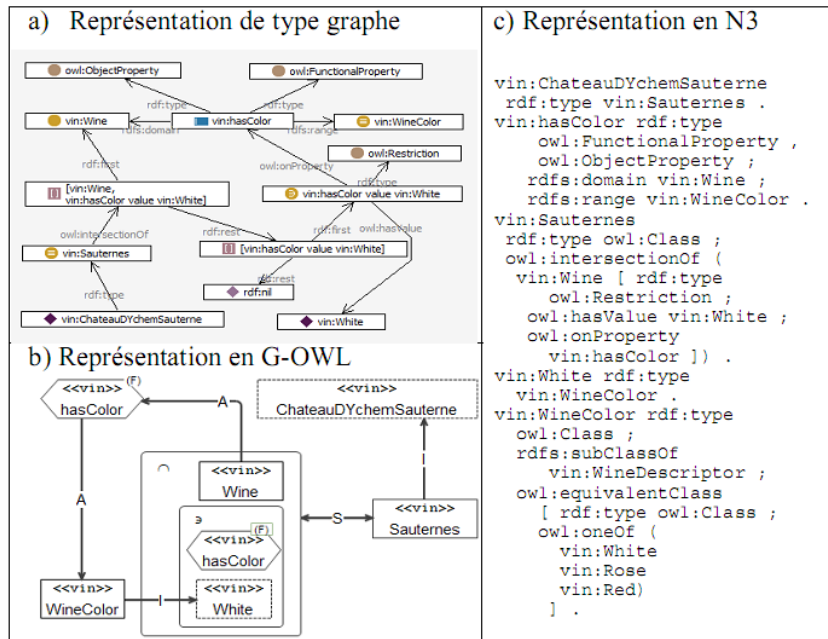 a) Représentation de type graphe
owl:ObjectProperty
owl:FunctionalProperty
rdf:type
rdf:type
vin:Wine
rdfs:domain
vin:hasColor
rdfs:range
vin:WineColor
owl:onProperty
owl:Restriction
rdf:first
rdf:type
[vin:Wine,
vin:hasColor value vin:White]
vin:hasColor value vin:White
owl:intersectionOf
rdf:rest
rdf:first
owl:hasValue
vin:Sauternes
[vin:hasColor value vin:White]
rdf:rest
rdf:type
rdf:nil
vin:ChateauDYchemSauterne
vin:White
b) Représentation en G-OWL
<<vin>>
hasColor
(F)
A
<<vin>>
ChateauDYchemSauterne
<<vin>>
Wine
I
A
S
<<vin>>
Sauternes
<<vin>>
hasColor
(F)
<<vin>>
WineColor
I
<<vin>>
White
c) Représentation en N3
vin:ChateauDYchemSauterne
rdf:type vin:Sauternes .
vin:hasColor rdf:type
owl:FunctionalProperty ,
owl:ObjectProperty ;
rdfs:domain vin:Wine ;
rdfs:range vin:WineColor .
vin:Sauternes
rdf:type owl:Class ;
owl:intersectionOf (
vin:Wine [ rdf:type
owl:Restriction ;
owl:hasValue vin:White ;
owl:onProperty
vin:hasColor ]) .
vin:White rdf:type
vin:WineColor .
vin:WineColor rdf:type
owl:Class ;
rdfs:subClassOf
vin:WineDescriptor ;
owl:equivalentClass
[ rdf:type owl:Class ;
owl:oneOf (
vin:White
vin:Rose
vin:Red)
] .